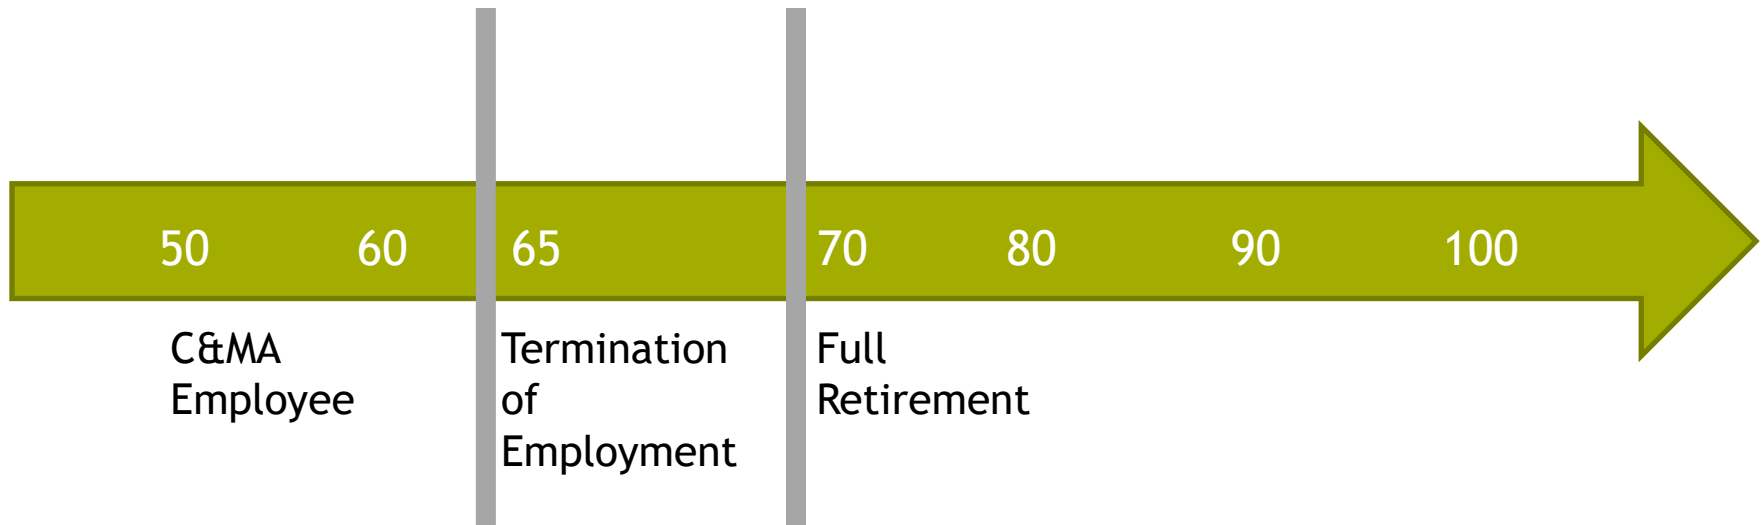 50 60 65 70 80 90 100
C&MA
Employee
Termination
of
Employment
Full
Retirement